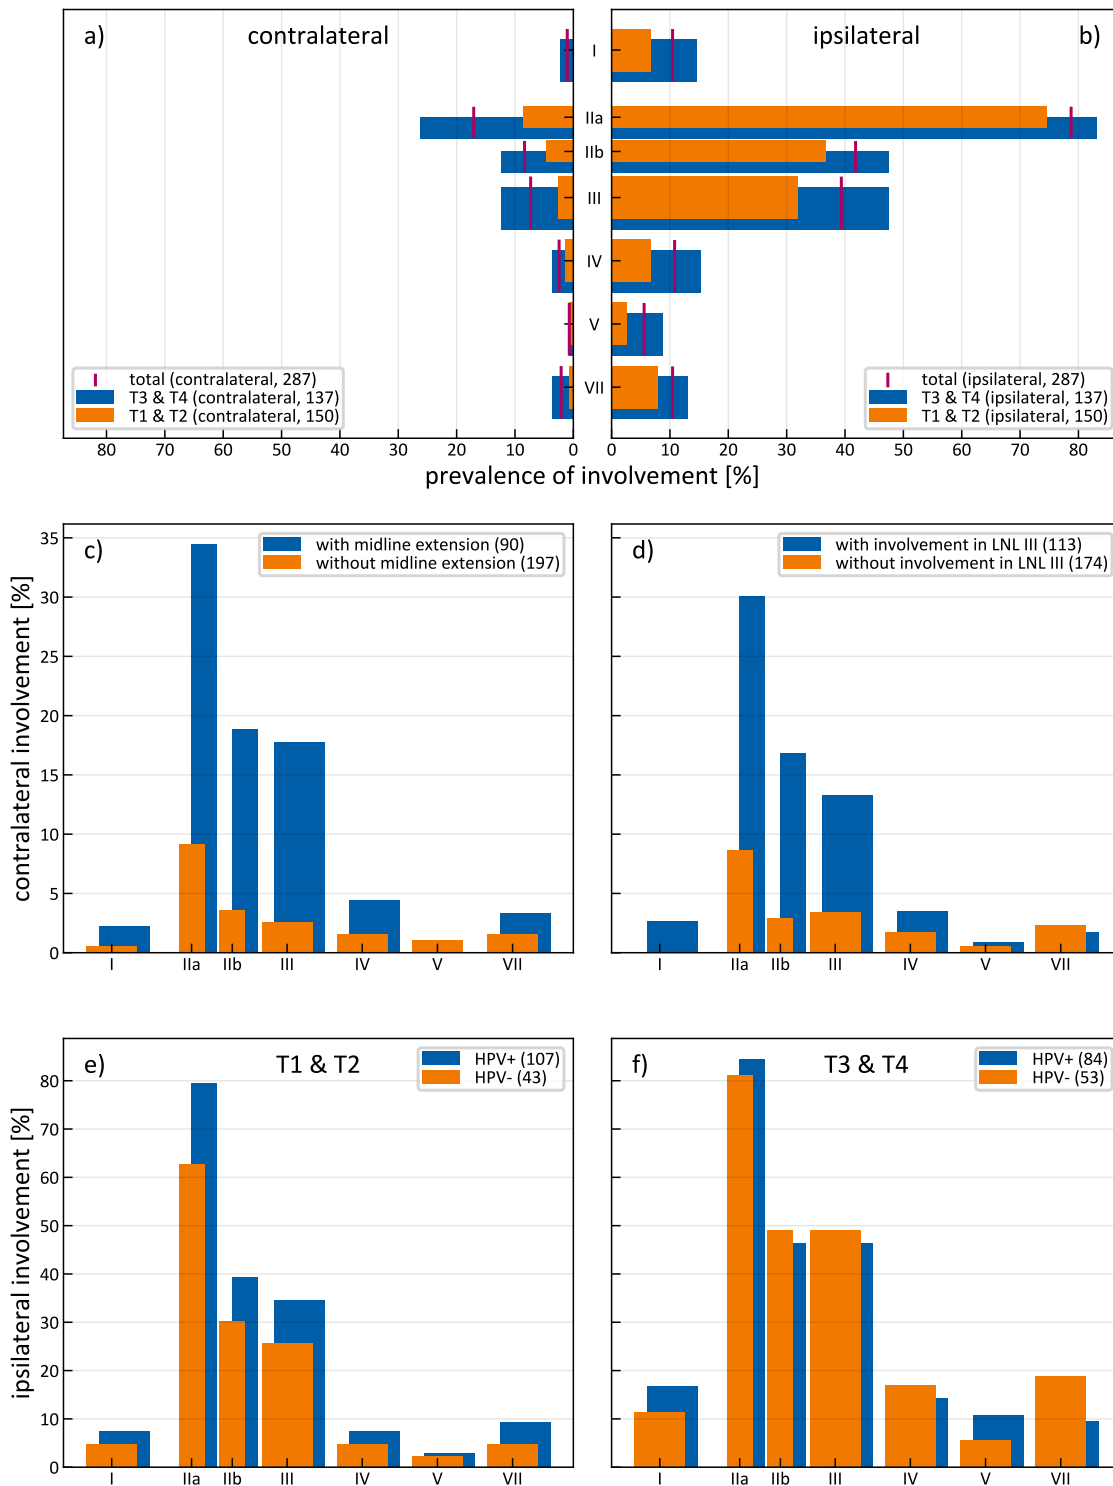 a) contralateral
ipsilateral b)
I
IIa
IIb
III
IV
V
VII
total (contralateral, 287)
T3 & T4 (contralateral, 137)
T1 & T2 (contralateral, 150)
total (ipsilateral, 287)
T3 & T4 (ipsilateral, 137)
T1 & T2 (ipsilateral, 150)
80 70 60 50 40 30 20 10 0
0 10 20 30 40 50 60 70 80
prevalence of involvement [%]
c)
with midline extension (90)
without midline extension (197)
contralateral involvement [%]
35
30
25
20
15
10
5
0
I IIa IIb III IV V VII
d)
with involvement in LNL III (113)
without involvement in LNL III (174)
I IIa IIb III IV V VII
e) T1 & T2
HPV+ (107)
HPV- (43)
ipsilateral involvement [%]
80
70
60
50
40
30
20
10
0
I IIa IIb III IV V VII
f) T3 & T4
HPV+ (84)
HPV- (53)
I IIa IIb III IV V VII